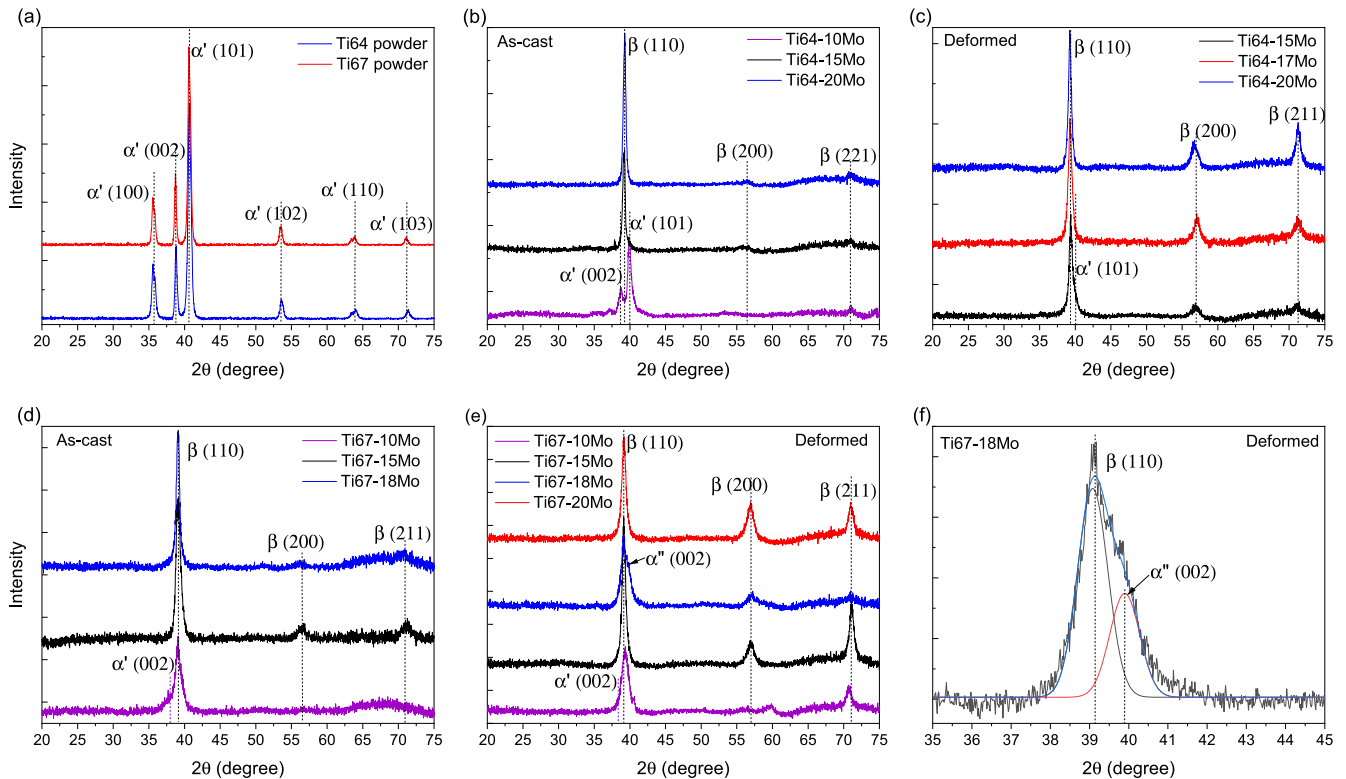 (a)
Ti64 powder
Ti67 powder
α' (101)
α' (002)
α' (100)
α' (102)
α' (110)
α' (103)
Intensity
20 25 30 35 40 45 50 55 60 65 70 75
2θ (degree)
(b)
As-cast
β (110)
Ti64-10Mo
Ti64-15Mo
Ti64-20Mo
β (200)
β (221)
α' (101)
α' (002)
20 25 30 35 40 45 50 55 60 65 70 75
2θ (degree)
(c)
Deformed
β (110)
Ti64-15Mo
Ti64-17Mo
Ti64-20Mo
β (200)
β (211)
α' (101)
20 25 30 35 40 45 50 55 60 65 70 75
2θ (degree)
(d)
As-cast
β (110)
Ti67-10Mo
Ti67-15Mo
Ti67-18Mo
β (200)
β (211)
α' (002)
Intensity
20 25 30 35 40 45 50 55 60 65 70 75
2θ (degree)
(e)
Ti67-10Mo
Ti67-15Mo
Ti67-18Mo
Ti67-20Mo
β (110)
Deformed
β (200)
β (211)
α" (002)
α' (002)
20 25 30 35 40 45 50 55 60 65 70 75
2θ (degree)
(f)
Ti67-18Mo
Deformed
β (110)
α" (002)
35 36 37 38 39 40 41 42 43 44 45
2θ (degree)